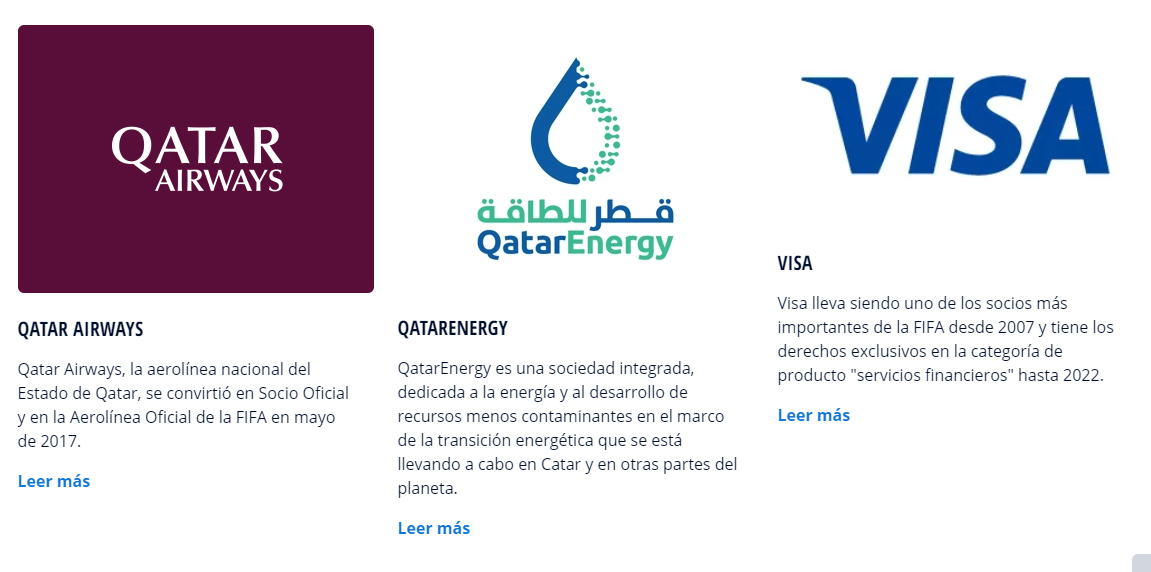 QATAR
AIRWAYS
QATAR AIRWAYS
Qatar Airways, la aerolínea nacional del
Estado de Qatar, se convirtió en Socio Oficial
y en la Aerolínea Oficial de la FIFA en mayo
de 2017.
Leer más
قطر للطاقة
QatarEnergy
QATARENERGY
QatarEnergy es una sociedad integrada,
dedicada a la energía y al desarrollo de
recursos menos contaminantes en el marco
de la transición energética que se está
llevando a cabo en Catar y en otras partes del
planeta.
Leer más
VISA
VISA
Visa lleva siendo uno de los socios más
importantes de la FIFA desde 2007 y tiene los
derechos exclusivos en la categoría de
producto "servicios financieros" hasta 2022.
Leer más